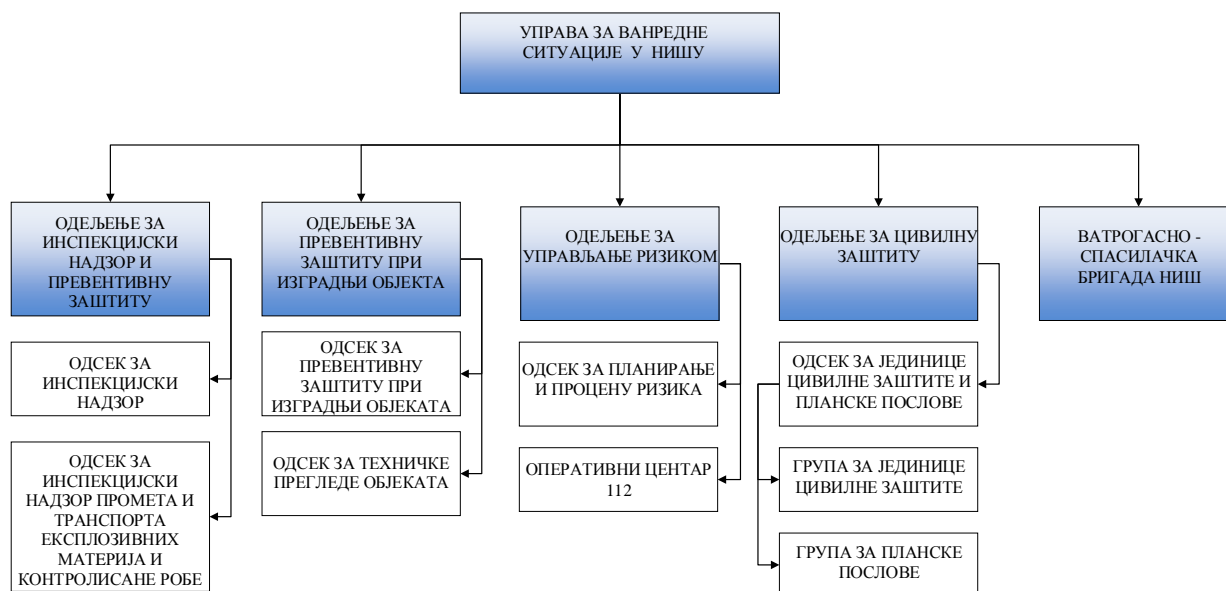 УПРАВА ЗА ВАНРЕДНЕ
СИТУАЦИЈЕ У НИШУ
ОДЕЉЕЊЕ ЗА
ИНСПЕКЦИЈСКИ
НАДЗОР И
ПРЕВЕНТИВНУ
ЗАШТИТУ
ОДЕЉЕЊЕ ЗА
ПРЕВЕНТИВНУ
ЗАШТИТУ ПРИ
ИЗГРАДЊИ ОБЈЕКТА
ОДЕЉЕЊЕ ЗА
УПРАВЉАЊЕ РИЗИКОМ
ОДЕЉЕЊЕ ЗА ЦИВИЛНУ
ЗАШТИТУ
ВАТРОГАСНО -
СПАСИЛАЧКА
БРИГАДА НИШ
ОДСЕК ЗА
ИНСПЕКЦИЈСКИ
НАДЗОР
ОДСЕК ЗА
ПРЕВЕНТИВНУ
ЗАШТИТУ ПРИ
ИЗГРАДЊИ ОБЈЕКАТА
ОДСЕК ЗА ПЛАНИРАЊЕ
И ПРОЦЕНУ РИЗИКА
ОДСЕК ЗА ЈЕДИНИЦЕ
ЦИВИЛНЕ ЗАШТИТЕ И
ПЛАНСКЕ ПОСЛОВЕ
ОДСЕК ЗА
ИНСПЕКЦИЈСКИ
НАДЗОР ПРОМЕТА И
ТРАНСПОРТА
ЕКСПЛОЗИВНИХ
МАТЕРИЈА И
КОНТРОЛИСАНЕ РОБЕ
ОДСЕК ЗА ТЕХНИЧКЕ
ПРЕГЛЕДЕ ОБЈЕКАТА
ОПЕРАТИВНИ ЦЕНТАР
112
ГРУПА ЗА ЈЕДИНИЦЕ
ЦИВИЛНЕ ЗАШТИТЕ
ГРУПА ЗА ПЛАНСКЕ
ПОСЛОВЕ